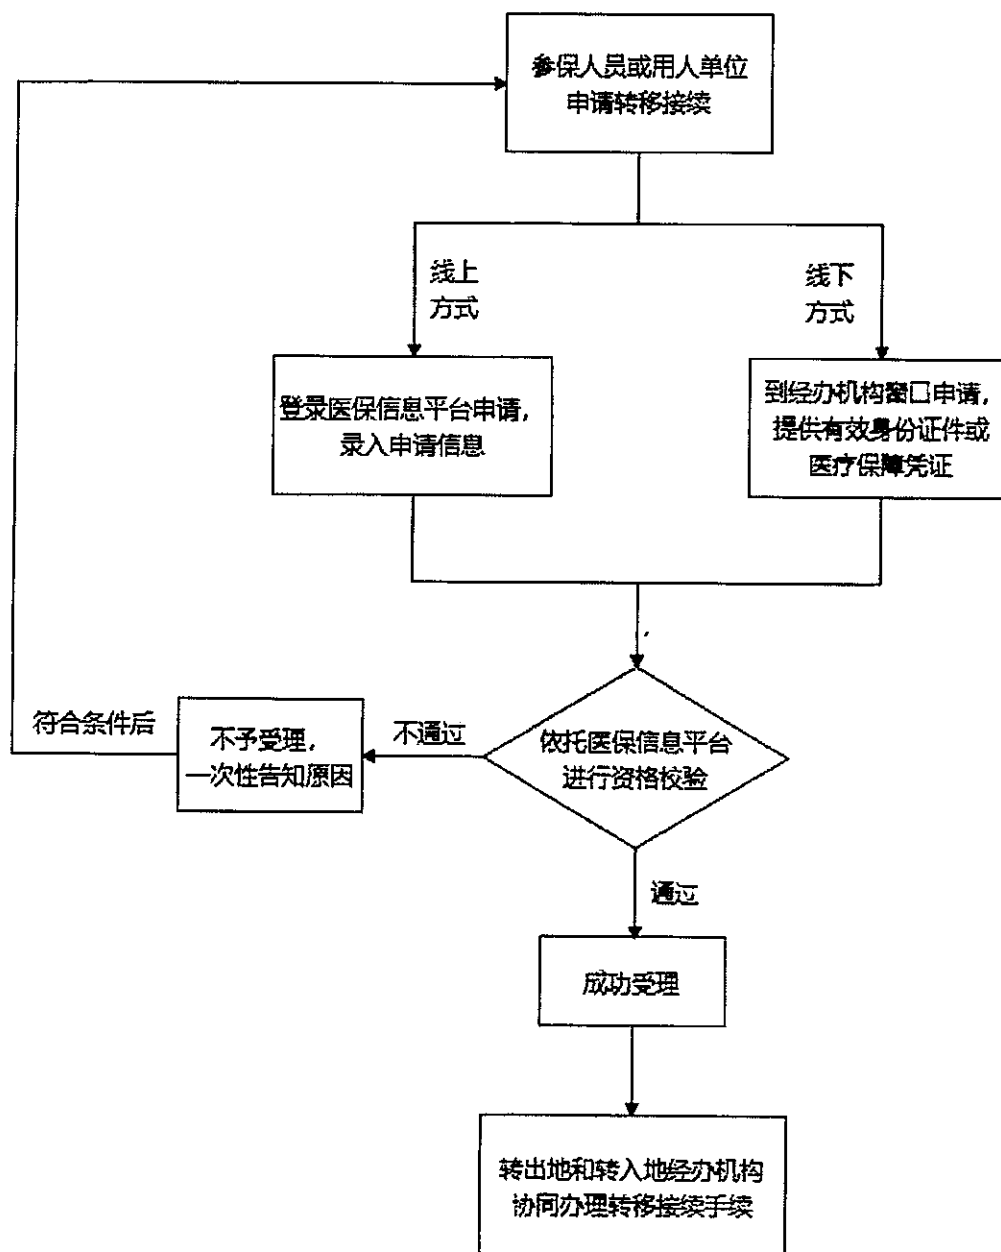 参保人员或用人单位
申请转移接续
线上
方式
线下
方式
登录医保信息平台申请，
录入申请信息
到经办机构窗口申请，
提供有效身份证件或
医疗保障凭证
符合条件后
不予受理，
一次性告知原因
不通过
依托医保信息平台
进行资格校验
通过
成功受理
转出地和转入地经办机构
协同办理转移接续手续